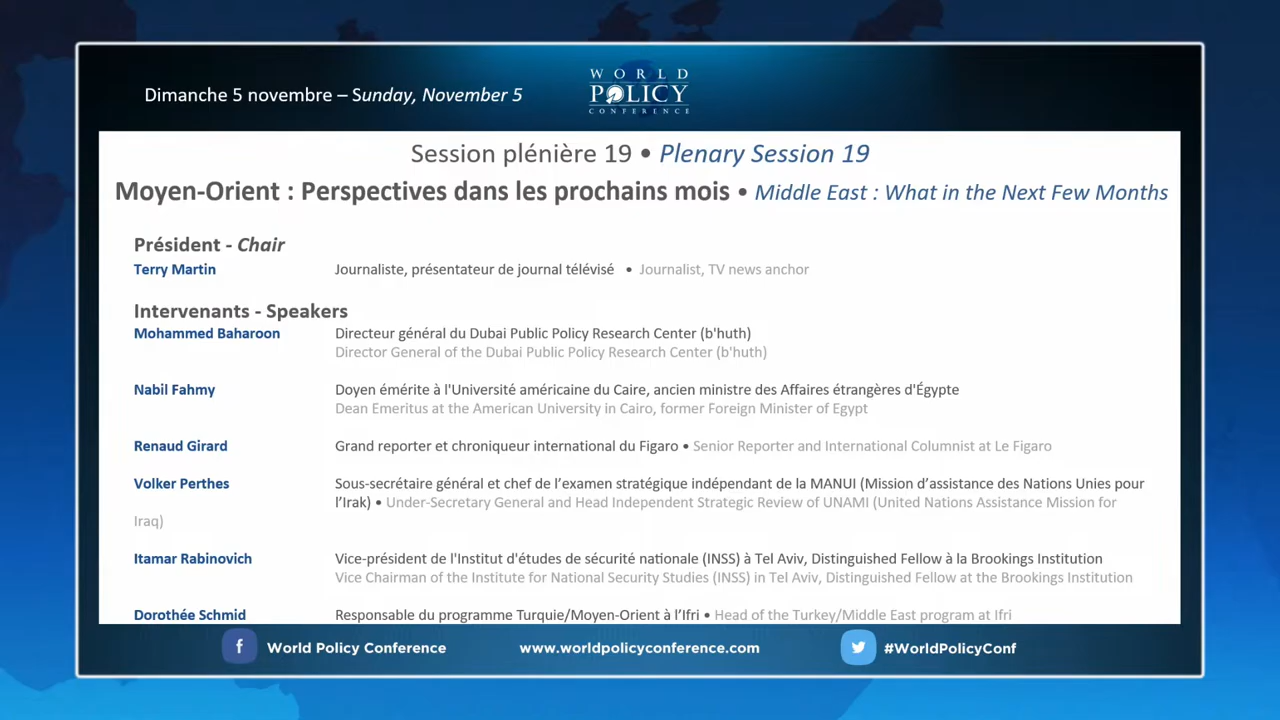 Dimanche 5 novembre – Sunday, November 5
WORLD
POLICY
CONFERENCE
Session plénière 19 • Plenary Session 19
Moyen-Orient : Perspectives dans les prochains mois • Middle East : What in the Next Few Months
Président - Chair
Terry Martin Journaliste, présentateur de journal télévisé • Journalist, TV news anchor
Intervenants - Speakers
Mohammed Baharoon Directeur général du Dubai Public Policy Research Center (b'huth)
Director General of the Dubai Public Policy Research Center (b'huth)
Nabil Fahmy Doyen émérite à l'Université américaine du Caire, ancien ministre des Affaires étrangères d'Égypte
Dean Emeritus at the American University in Cairo, former Foreign Minister of Egypt
Renaud Girard Grand reporter et chroniqueur international du Figaro • Senior Reporter and International Columnist at Le Figaro
Volker Perthes Sous-secrétaire général et chef de l’examen stratégique indépendant de la MANUI (Mission d’assistance des Nations Unies pour
l’Irak) • Under-Secretary General and Head Independent Strategic Review of UNAMI (United Nations Assistance Mission for
Iraq)
Itamar Rabinovich Vice-président de l'Institut d'études de sécurité nationale (INSS) à Tel Aviv, Distinguished Fellow à la Brookings Institution
Vice Chairman of the Institute for National Security Studies (INSS) in Tel Aviv, Distinguished Fellow at the Brookings Institution
Dorothée Schmid Responsable du programme Turquie/Moyen-Orient à l’Ifri • Head of the Turkey/Middle East program at Ifri
f World Policy Conference www.worldpolicyconference.com #WorldPolicyConf